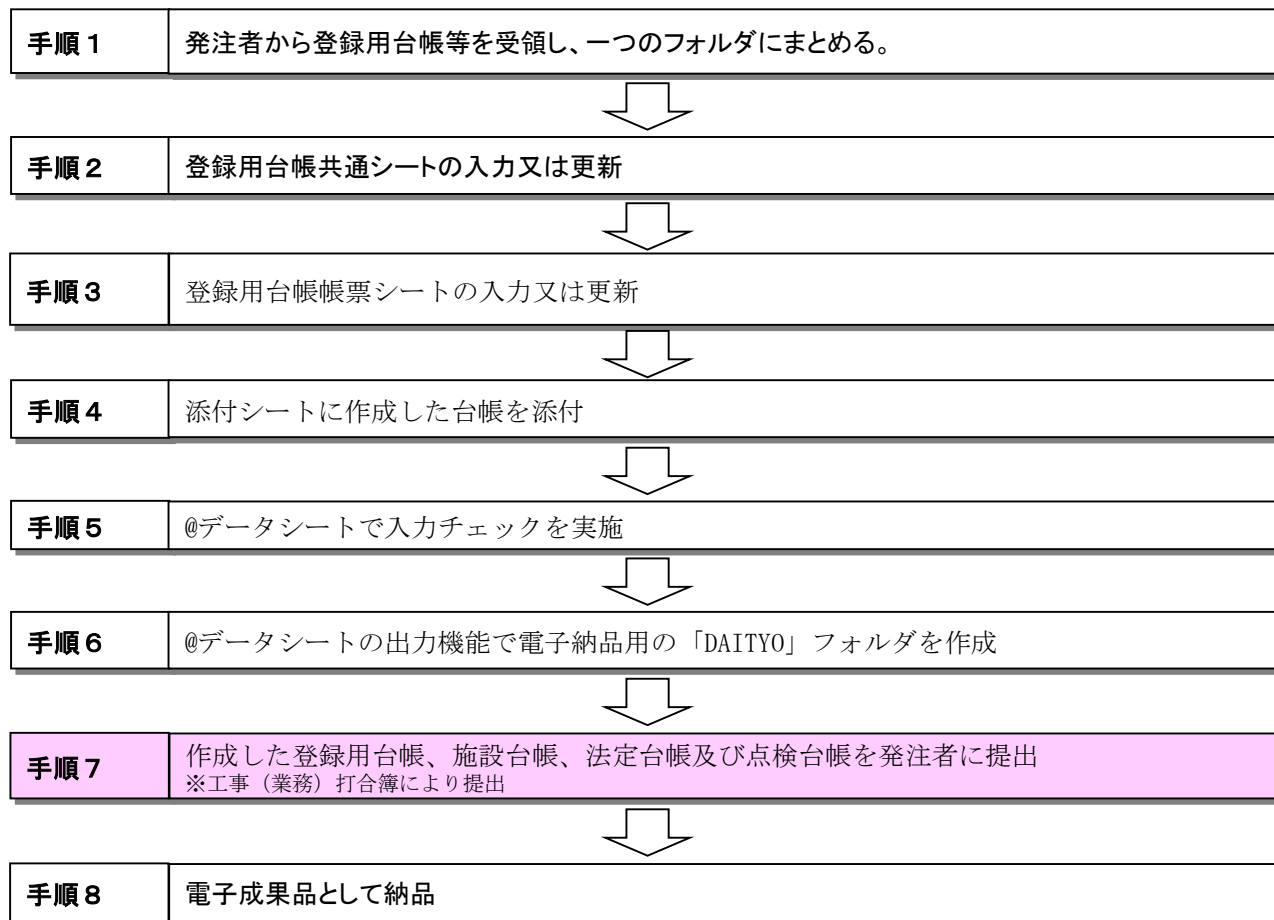 手順１ 発注者から登録用台帳等を受領し、一つのフォルダにまとめる。
手順２ 登録用台帳共通シートの入力又は更新
手順３ 登録用台帳帳票シートの入力又は更新
手順４ 添付シートに作成した台帳を添付
手順５ @データシートで入力チェックを実施
手順６ @データシートの出力機能で電子納品用の「DAITYO」フォルダを作成
手順７ 作成した登録用台帳、施設台帳、法定台帳及び点検台帳を発注者に提出
※工事（業務）打合簿により提出
手順８ 電子成果品として納品